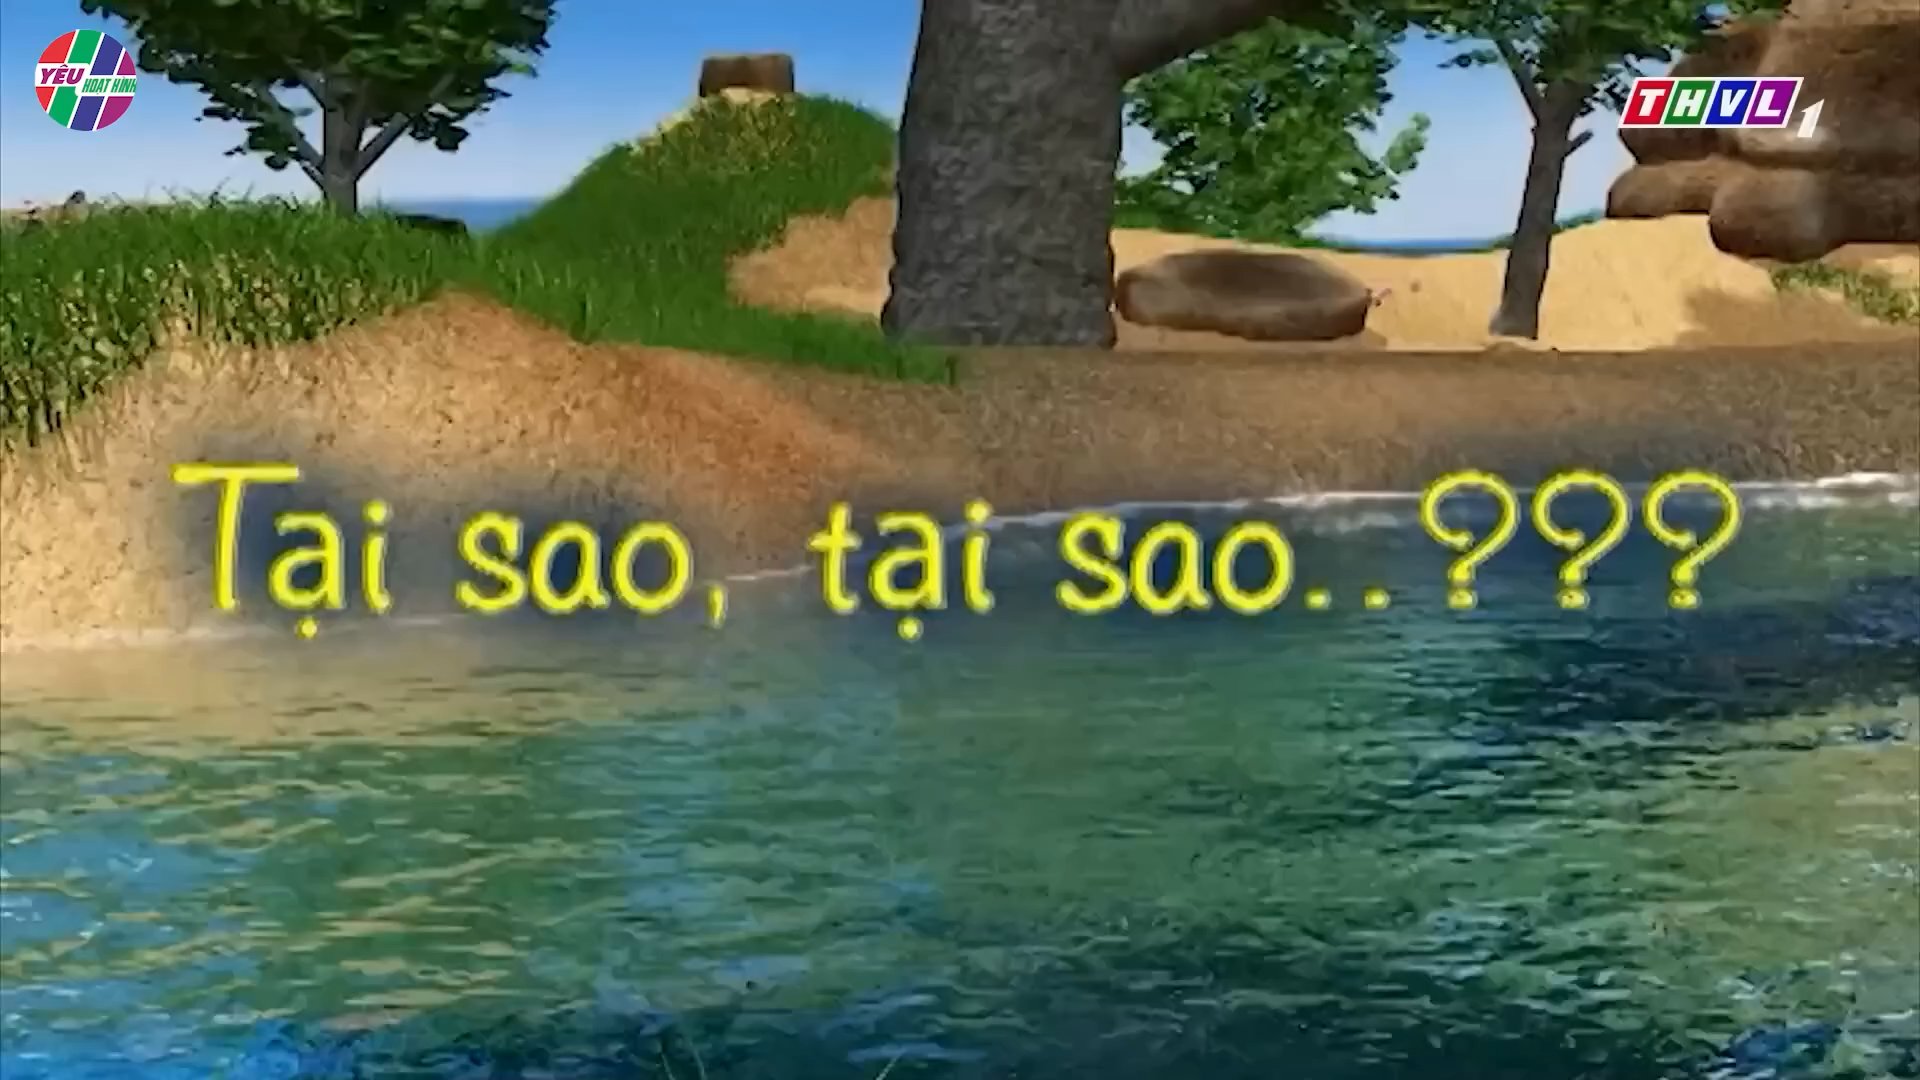 YÊU
HOẠT HÌNH
THVL1
Tại sao, tại sao..???